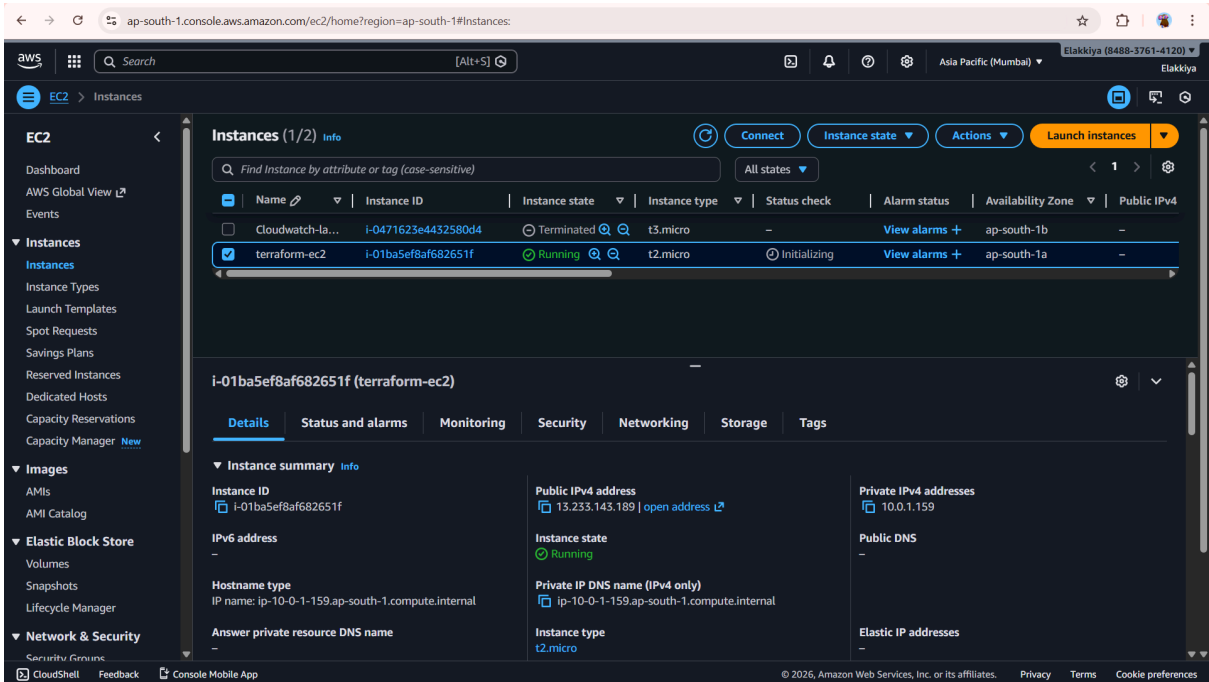 ap-south-1.console.aws.amazon.com/ec2/home?region=ap-south-1#Instances:
aws Search [Alt+S] Asia Pacific (Mumbai) ▼ Elakkiya (8488-3761-4120) ▼
Elakkiya
EC2 > Instances
EC2
Dashboard
AWS Global View
Events
▼ Instances
Instances
Instance Types
Launch Templates
Spot Requests
Savings Plans
Reserved Instances
Dedicated Hosts
Capacity Reservations
Capacity Manager New
▼ Images
AMIs
AMI Catalog
▼ Elastic Block Store
Volumes
Snapshots
Lifecycle Manager
▼ Network & Security
Security Groups
Instances (1/2) Info Connect Instance state ▼ Actions ▼ Launch instances ▼
Find Instance by attribute or tag (case-sensitive) All states ▼ < 1 >
Name Instance ID Instance state Instance type Status check Alarm status Availability Zone Public IPv4
Cloudwatch-la... i-0471623e4432580d4 Terminated t3.micro – View alarms + ap-south-1b –
terraform-ec2 i-01ba5ef8af682651f Running t2.micro Initializing View alarms + ap-south-1a –
i-01ba5ef8af682651f (terraform-ec2)
Details Status and alarms Monitoring Security Networking Storage Tags
▼ Instance summary Info
Instance ID
i-01ba5ef8af682651f
Public IPv4 address
13.233.143.189 | open address
Private IPv4 addresses
10.0.1.159
IPv6 address
–
Instance state
Running
Public DNS
–
Hostname type
IP name: ip-10-0-1-159.ap-south-1.compute.internal
Private IP DNS name (IPv4 only)
ip-10-0-1-159.ap-south-1.compute.internal
Answer private resource DNS name
–
Instance type
t2.micro
Elastic IP addresses
–
CloudShell Feedback Console Mobile App © 2026, Amazon Web Services, Inc. or its affiliates. Privacy Terms Cookie preferences